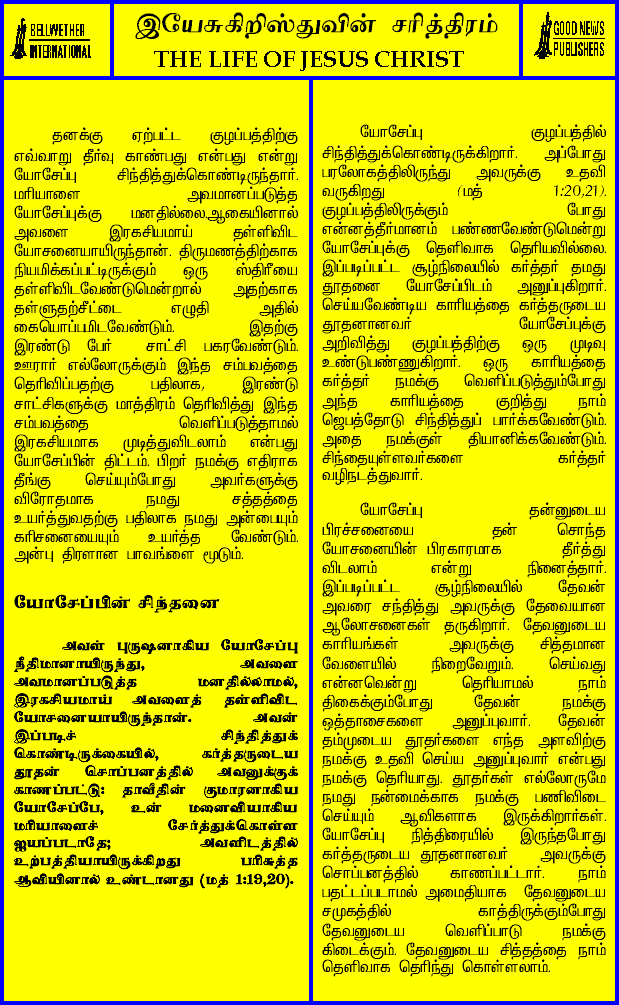 BELLWETHER
INTERNATIONAL
இயேசுகிறிஸ்துவின் சரித்திரம்
THE LIFE OF JESUS CHRIST
GOOD NEWS
PUBLISHERS
தனக்கு ஏற்பட்ட குழப்பத்திற்கு
எவ்வாறு தீர்வு காண்பது என்பது என்று
யோசேப்பு சிந்தித்துக்கொண்டிருந்தார்.
மரியாளை அவமானப்படுத்த
யோசேப்புக்கு மனதில்லை.ஆகையினால்
அவளை இரகசியமாய் தள்ளிவிட
யோசனையாயிருந்தான். திருமணத்திற்காக
நியமிக்கப்பட்டிருக்கும் ஒரு ஸ்திரீயை
தள்ளிவிடவேண்டுமென்றால் அதற்காக
தள்ளுதற்சீட்டை எழுதி அதில்
கையொப்பமிடவேண்டும். இதற்கு
இரண்டு பேர் சாட்சி பகரவேண்டும்.
ஊரார் எல்லோருக்கும் இந்த சம்பவத்தை
தெரிவிப்பதற்கு பதிலாக, இரண்டு
சாட்சிகளுக்கு மாத்திரம் தெரிவித்து இந்த
சம்பவத்தை வெளிப்படுத்தாமல்
இரகசியமாக முடித்துவிடலாம் என்பது
யோசேப்பின் திட்டம். பிறர் நமக்கு எதிராக
தீங்கு செய்யும்போது அவர்களுக்கு
விரோதமாக நமது சத்தத்தை
உயர்த்துவதற்கு பதிலாக நமது அன்பையும்
கரிசனையையும் உயர்த்த வேண்டும்.
அன்பு திரளான பாவங்களை மூடும்.
யோசேப்பின் சிந்தனை
அவள் புருஷனாகிய யோசேப்பு
நீதிமானாயிருந்து, அவளை
அவமானப்படுத்த மனதில்லாமல்,
இரகசியமாய் அவளைத் தள்ளிவிட
யோசனையாயிருந்தான். அவன்
இப்படிச் சிந்தித்துக்
கொண்டிருக்கையில், கர்த்தருடைய
தூதன் சொப்பனத்தில் அவனுக்குக்
காணப்பட்டு: தாவீதின் குமாரனாகிய
யோசேப்பே, உன் மனைவியாகிய
மரியாளைச் சேர்த்துக்கொள்ள
ஐயப்படாதே; அவளிடத்தில்
உற்பத்தியாயிருக்கிறது பரிசுத்த
ஆவியினால் உண்டானது (மத் 1:19,20).
யோசேப்பு குழப்பத்தில்
சிந்தித்துக்கொண்டிருக்கிறார். அப்போது
பரலோகத்திலிருந்து அவருக்கு உதவி
வருகிறது (மத் 1:20,21).
குழப்பத்திலிருக்கும் போது
என்னத்தீர்மானம் பண்ணவேண்டுமென்று
யோசேப்புக்கு தெளிவாக தெரியவில்லை.
இப்படிப்பட்ட சூழ்நிலையில் கர்த்தர் தமது
தூதனை யோசேப்பிடம் அனுப்புகிறார்.
செய்யவேண்டிய காரியத்தை கர்த்தருடைய
தூதனானவர் யோசேப்புக்கு
அறிவித்து குழப்பத்திற்கு ஒரு முடிவு
உண்டுபண்ணுகிறார். ஒரு காரியத்தை
கர்த்தர் நமக்கு வெளிப்படுத்தும்போது
அந்த காரியத்தை குறித்து நாம்
ஜெபத்தோடு சிந்தித்துப் பார்க்கவேண்டும்.
அதை நமக்குள் தியானிக்கவேண்டும்.
சிந்தையுள்ளவர்களை கர்த்தர்
வழிநடத்துவார்.
யோசேப்பு தன்னுடைய
பிரச்சனையை தன் சொந்த
யோசனையின் பிரகாரமாக தீர்த்து
விடலாம் என்று நினைத்தார்.
இப்படிப்பட்ட சூழ்நிலையில் தேவன்
அவரை சந்தித்து அவருக்கு தேவையான
ஆலோசனைகள் தருகிறார். தேவனுடைய
காரியங்கள் அவருக்கு சித்தமான
வேளையில் நிறைவேறும். செய்வது
என்னவென்று தெரியாமல் நாம்
திகைக்கும்போது தேவன் நமக்கு
ஒத்தாசைகளை அனுப்புவார். தேவன்
தம்முடைய தூதர்களை எந்த அளவிற்கு
நமக்கு உதவி செய்ய அனுப்புவார் என்பது
நமக்கு தெரியாது. தூதர்கள் எல்லோருமே
நமது நன்மைக்காக நமக்கு பணிவிடை
செய்யும் ஆவிகளாக இருக்கிறார்கள்.
யோசேப்பு நித்திரையில் இருந்தபோது
கர்த்தருடைய தூதனானவர் அவருக்கு
சொப்பனத்தில் காணப்பட்டார். நாம்
பதட்டப்படாமல் அமைதியாக தேவனுடைய
சமுகத்தில் காத்திருக்கும்போது
தேவனுடைய வெளிப்பாடு நமக்கு
கிடைக்கும். தேவனுடைய சித்தத்தை நாம்
தெளிவாக தெரிந்து கொள்ளலாம்.